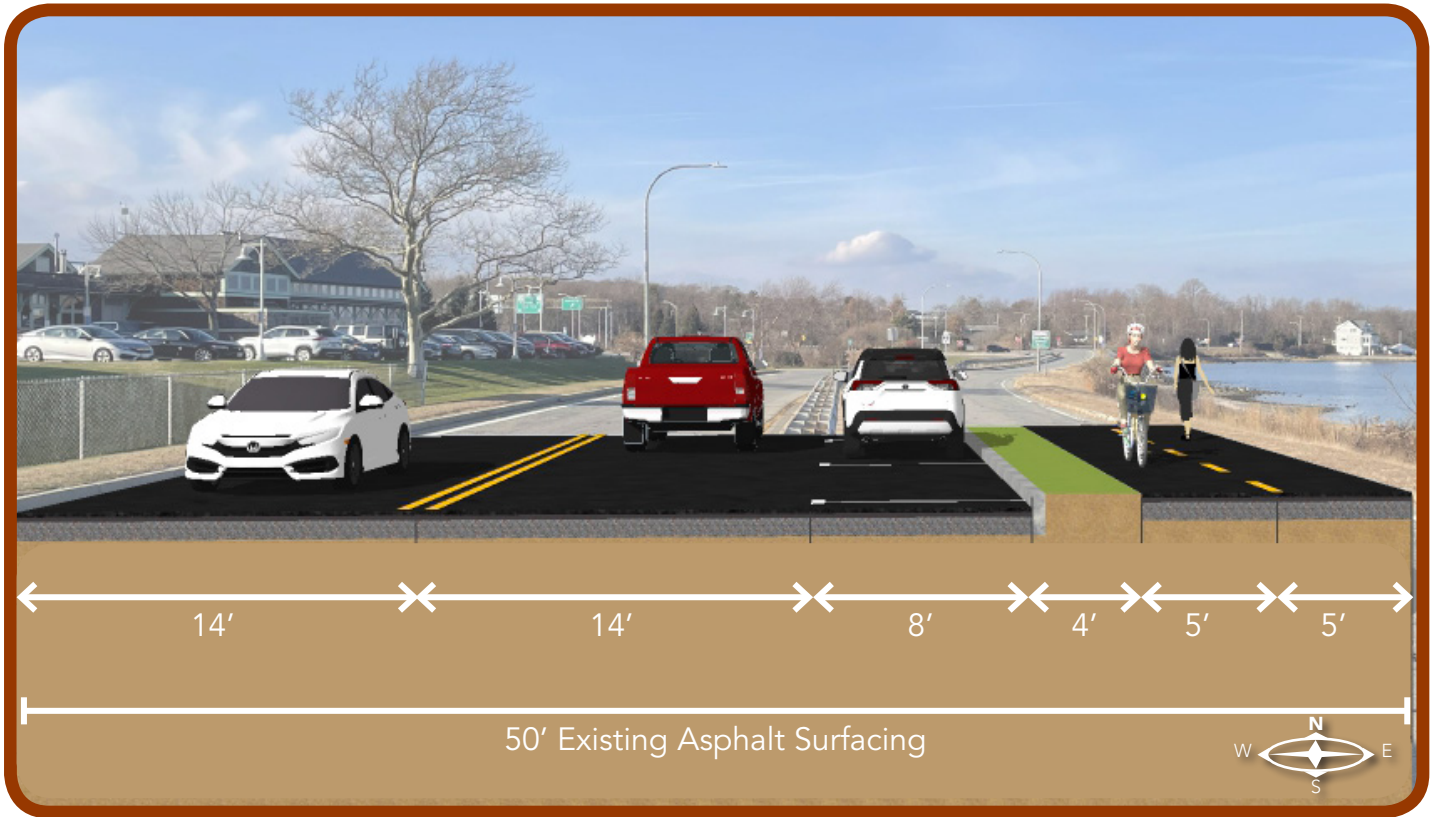 14′
14′
8′
4′
5′
5′
50′ Existing Asphalt Surfacing
N
W
E
S